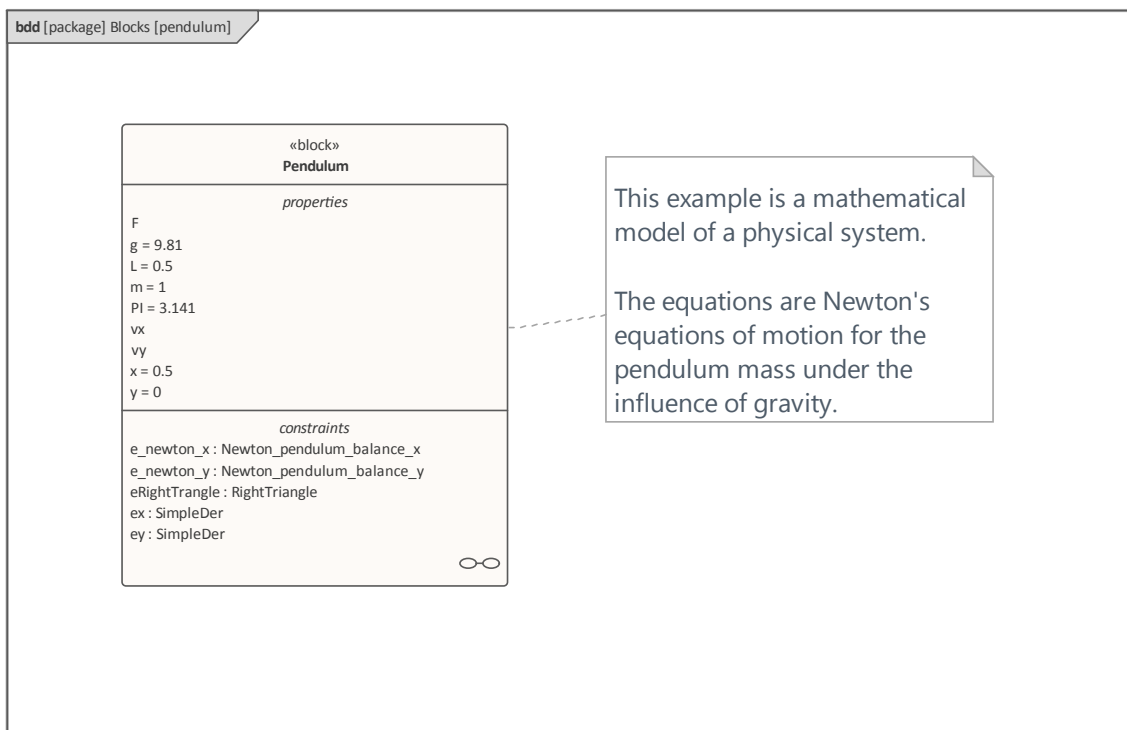 bdd [package] Blocks [pendulum]
«block»
Pendulum
properties
F
g = 9.81
L = 0.5
m = 1
PI = 3.141
vx
vy
x = 0.5
y = 0
constraints
e_newton_x : Newton_pendulum_balance_x
e_newton_y : Newton_pendulum_balance_y
eRightTrangle : RightTriangle
ex : SimpleDer
ey : SimpleDer
This example is a mathematical
model of a physical system.
The equations are Newton's
equations of motion for the
pendulum mass under the
influence of gravity.